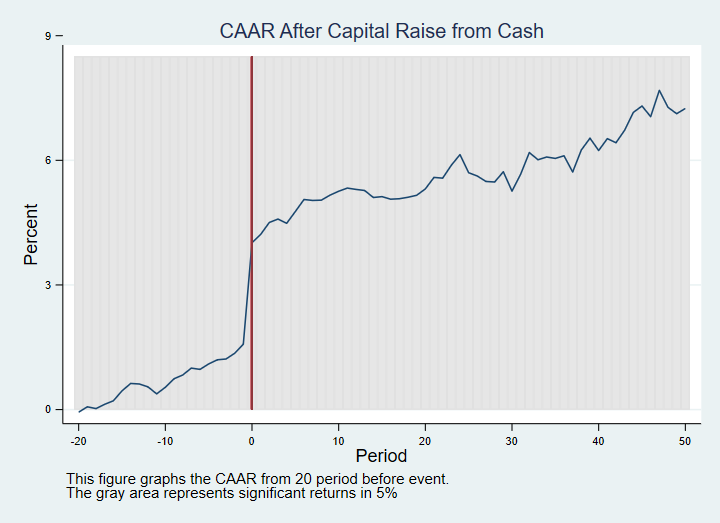 CAAR After Capital Raise from Cash
9
6
3
0
Percent
-20 -10 0 10 20 30 40 50
Period
This figure graphs the CAAR from 20 period before event.
The gray area represents significant returns in 5%